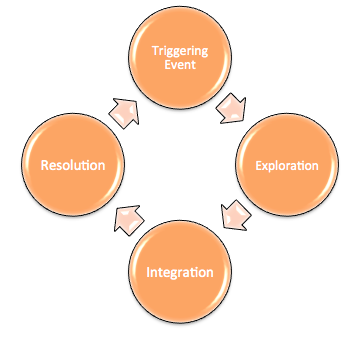 Triggering
Event
Exploration
Integration
Resolution